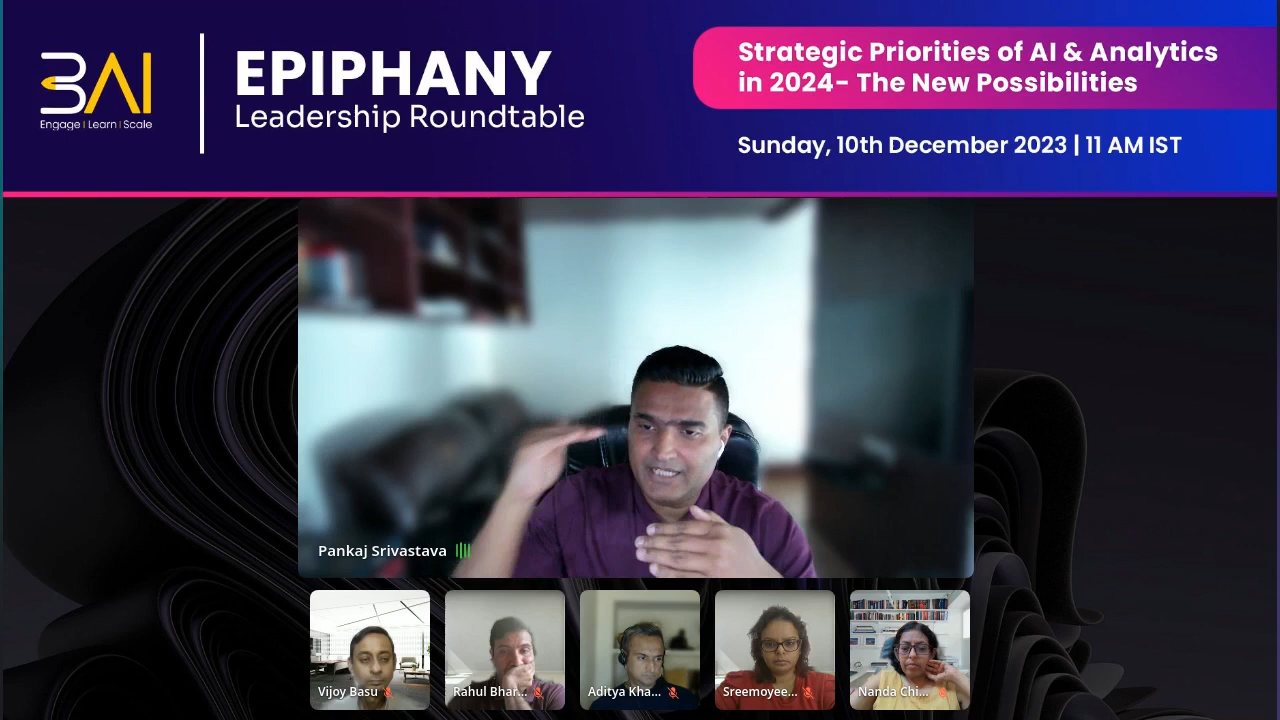 3AI
Engage | Learn | Scale
EPIPHANY
Leadership Roundtable
Strategic Priorities of AI & Analytics
in 2024- The New Possibilities
Sunday, 10th December 2023 | 11 AM IST
Pankaj Srivastava
Vijoy Basu
Rahul Bhar...
Aditya Kha...
Sreemoyee...
Nanda Chi...